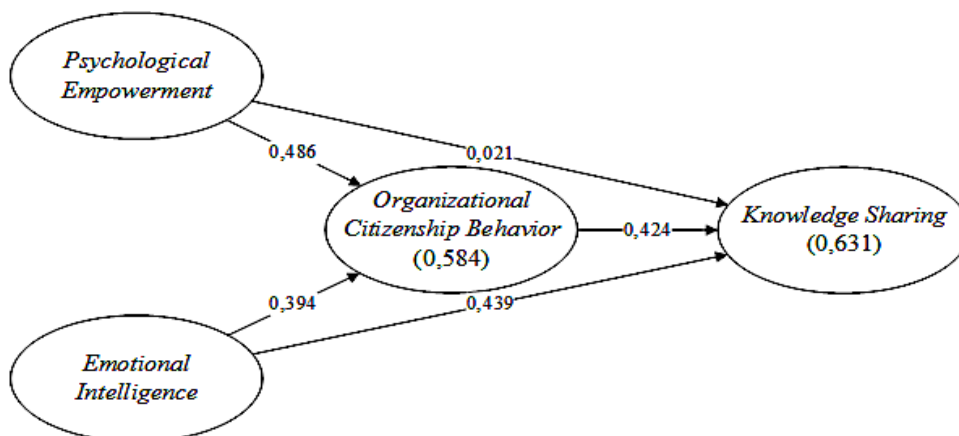 Psychological
Empowerment
0,486
0,021
Organizational
Citizenship Behavior
(0,584)
0,424
Knowledge Sharing
(0,631)
0,394
0,439
Emotional
Intelligence